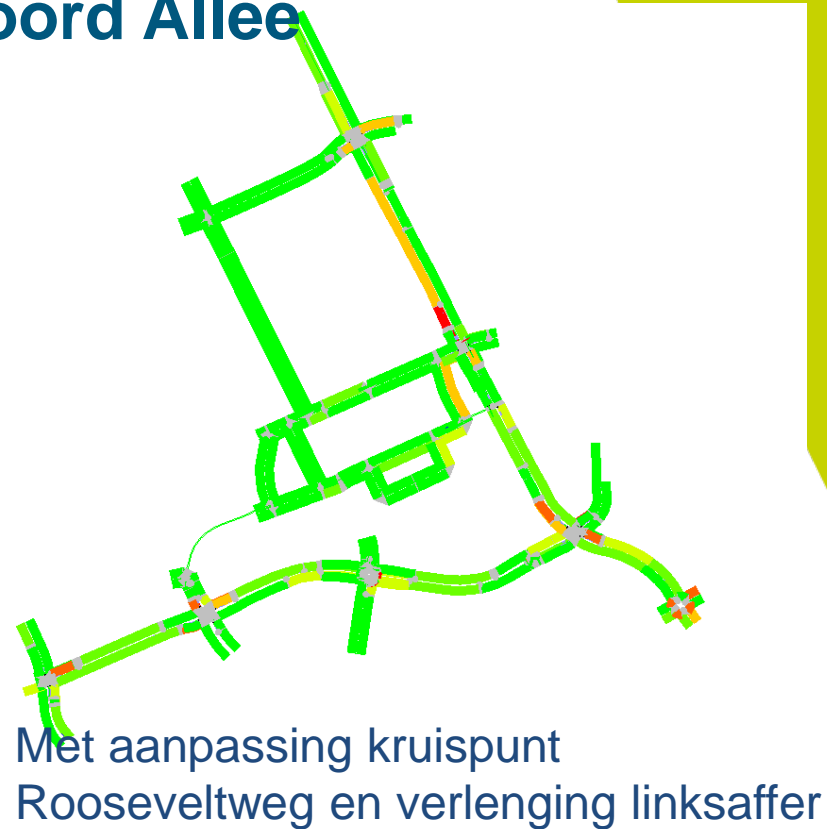 oord Allee
Met aanpassing kruispunt
Rooseveltweg en verlenging linksaffer